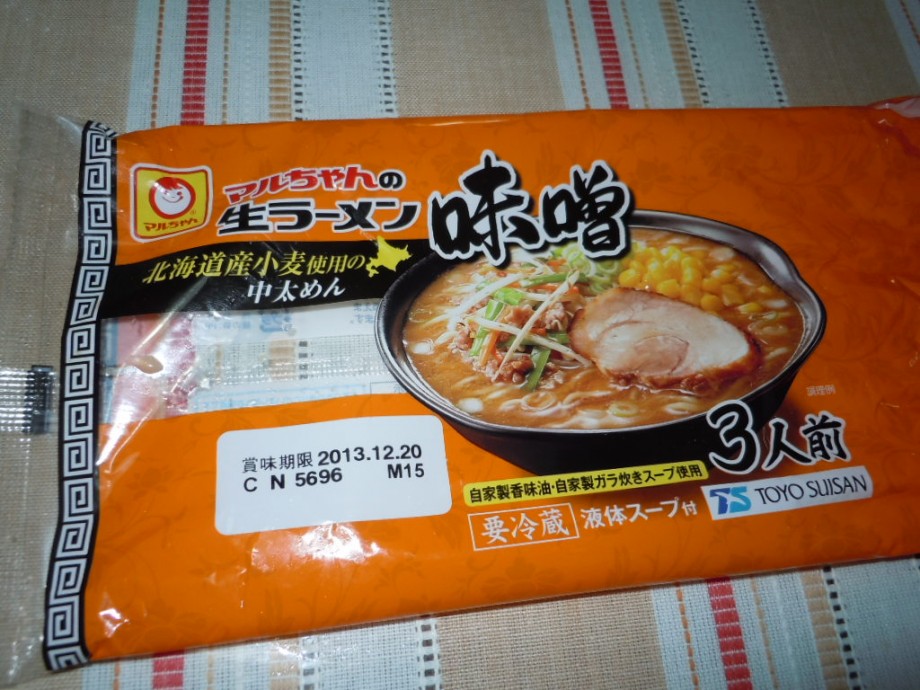 マルちゃん
マルちゃんの
生ラーメン
味噌
北海道産小麦使用の
中太めん
賞味期限 2013.12.20
C N 5696 M15
調理例
3人前
自家製香味油・自家製ガラ炊きスープ使用
要冷蔵 液体スープ付
TS TOYO SUISAN